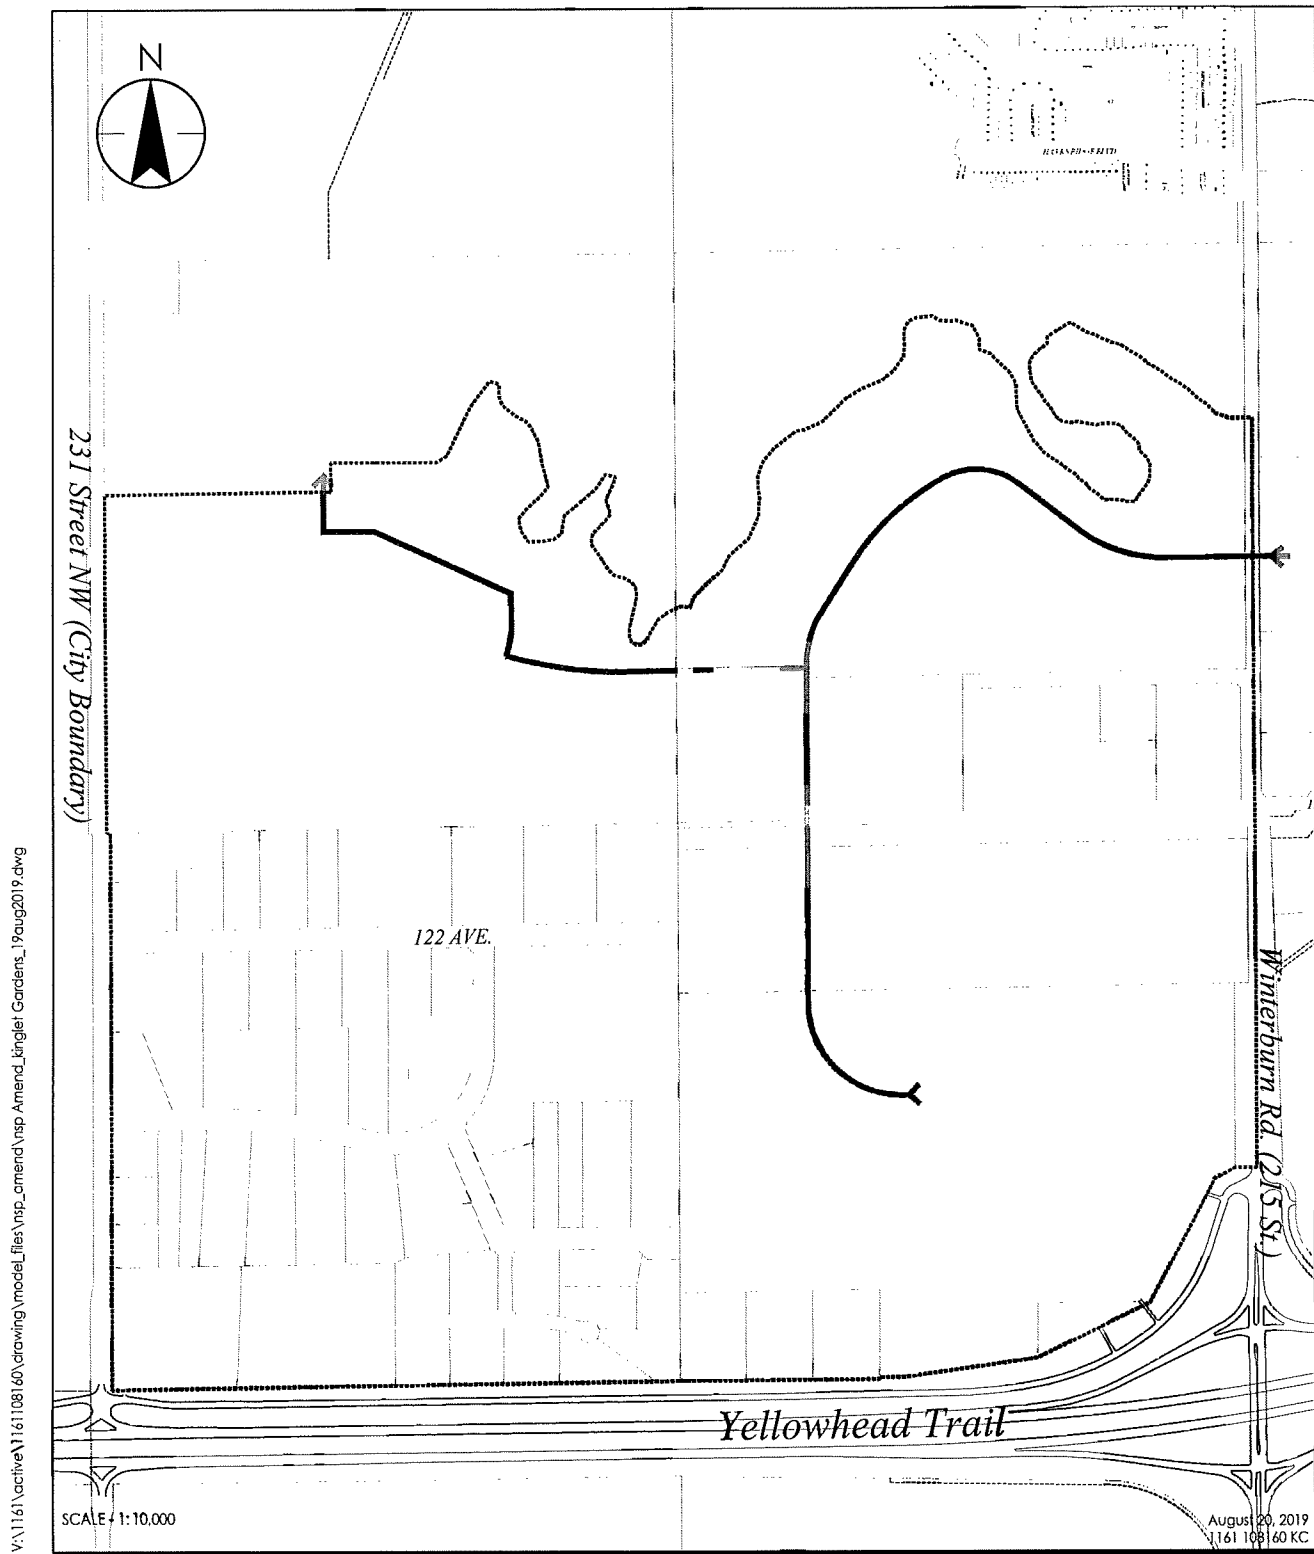 N
231 Street NW (City Boundary)
122 AVE.
Winterburn Rd. (215 St.)
Yellowhead Trail
SCALE 1:10,000
August 20, 2019
1161 108160 KC
V:\1161\active\1161108160\drawing\model_files\nsp_amend\nsp Amend_kinglet Gardens_19aug2019.dwg